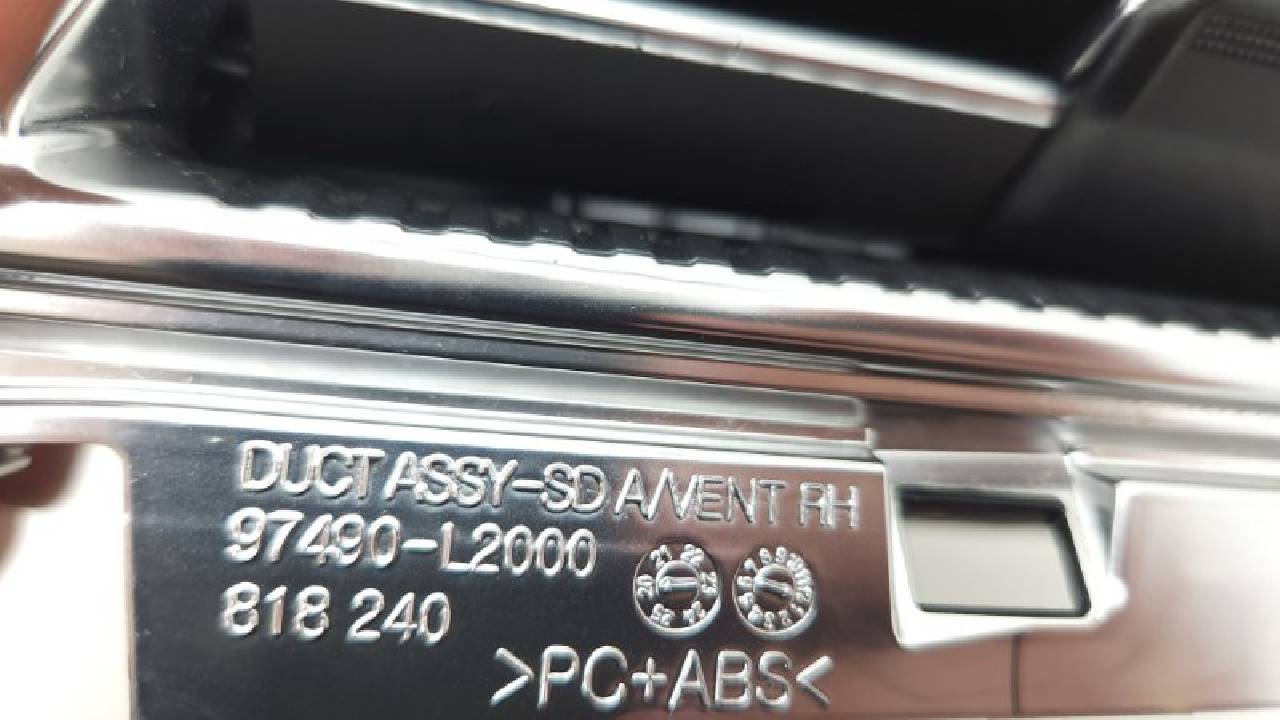 DUCT ASSY-SD A/VENT RH
97490-L2000
818 240
>PC+ABS<